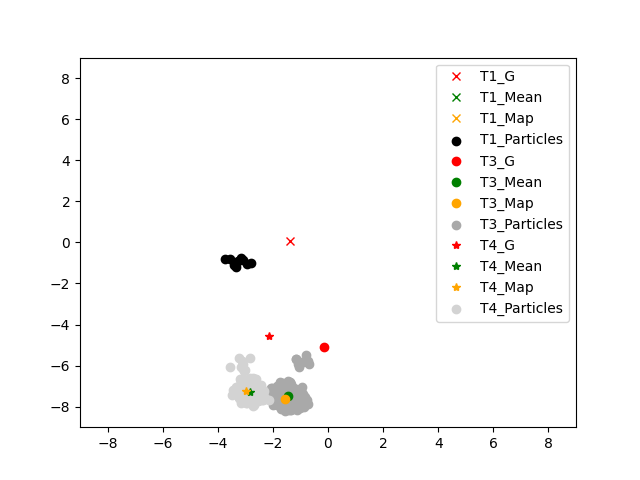 8
6
4
2
0
−2
−4
−6
−8
−8
−6
−4
−2
0
2
4
6
8
T1_G
T1_Mean
T1_Map
T1_Particles
T3_G
T3_Mean
T3_Map
T3_Particles
T4_G
T4_Mean
T4_Map
T4_Particles